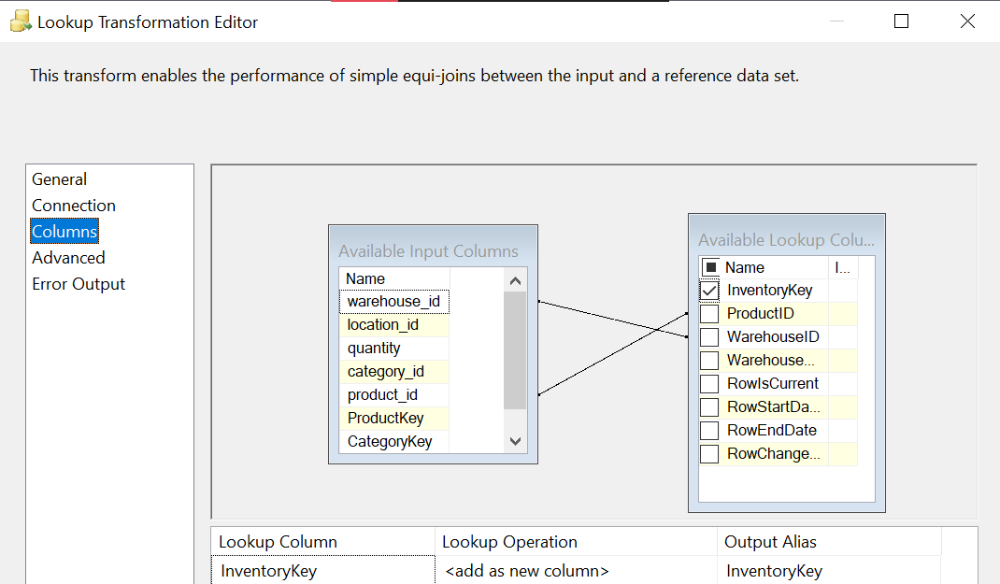 Lookup Transformation Editor
This transform enables the performance of simple equi-joins between the input and a reference data set.
General
Connection
Columns
Advanced
Error Output
Available Input Columns
Name
warehouse_id
location_id
quantity
category_id
product_id
ProductKey
CategoryKey
Available Lookup Colu...
Name I...
InventoryKey
ProductID
WarehouseID
Warehouse...
RowIsCurrent
RowStartDa...
RowEndDate
RowChange...
Lookup Column Lookup Operation Output Alias
InventoryKey <add as new column> InventoryKey